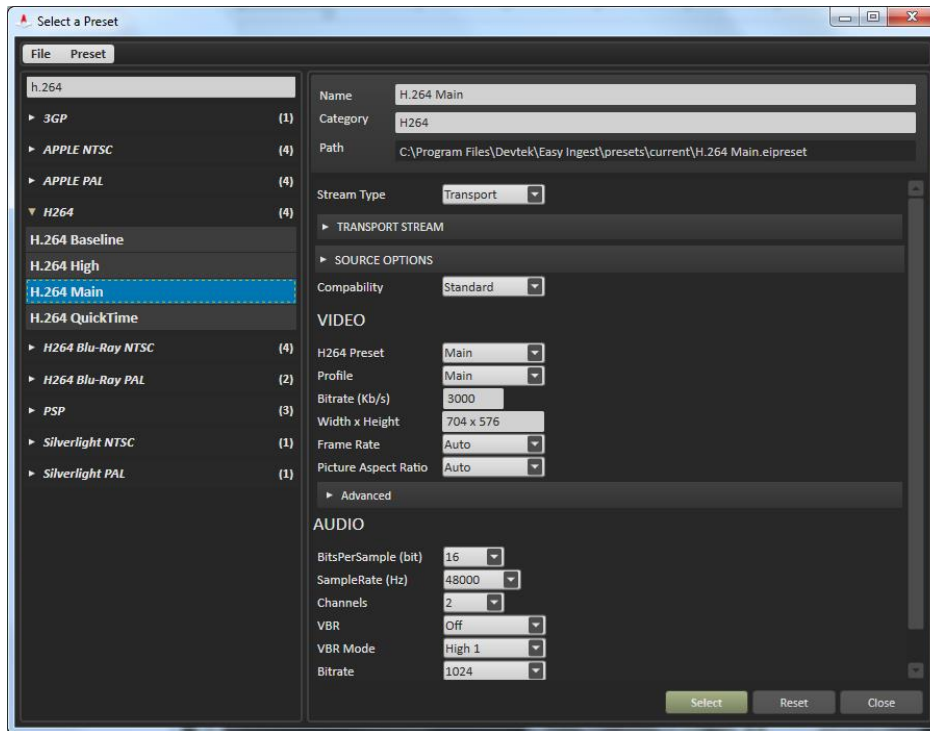 Select a Preset
File Preset
h.264
3GP (1)
APPLE NTSC (4)
APPLE PAL (4)
H264 (4)
H.264 Baseline
H.264 High
H.264 Main
H.264 QuickTime
H264 Blu-Ray NTSC (4)
H264 Blu-Ray PAL (2)
PSP (3)
Silverlight NTSC (1)
Silverlight PAL (1)
Name H.264 Main
Category H264
Path C:\Program Files\Devtek\Easy Ingest\presets\current\H.264 Main.eipreset
Stream Type Transport
TRANSPORT STREAM
SOURCE OPTIONS
Compability Standard
VIDEO
H264 Preset Main
Profile Main
Bitrate (Kb/s) 3000
Width x Height 704 x 576
Frame Rate Auto
Picture Aspect Ratio Auto
Advanced
AUDIO
BitsPerSample (bit) 16
SampleRate (Hz) 48000
Channels 2
VBR Off
VBR Mode High 1
Bitrate 1024
Select Reset Close